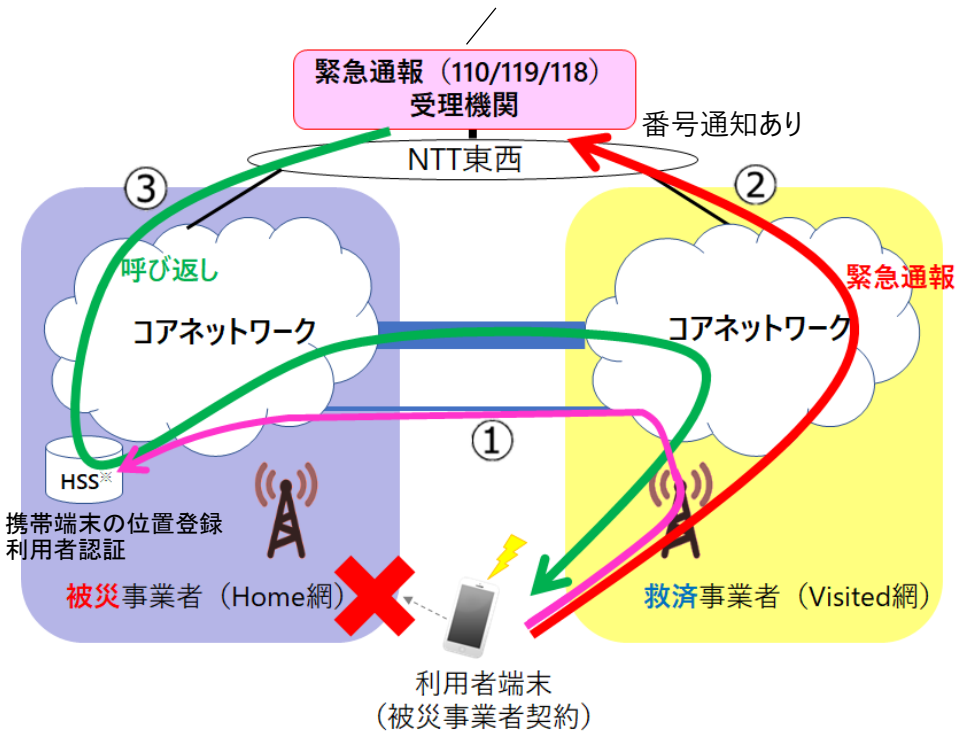 緊急通報（110/119/118）
受理機関
番号通知あり
NTT東西
③
②
呼び返し
緊急通報
コアネットワーク
コアネットワーク
①
HSS※
携帯端末の位置登録
利用者認証
被災事業者（Home網）
救済事業者（Visited網）
利用者端末
（被災事業者契約）